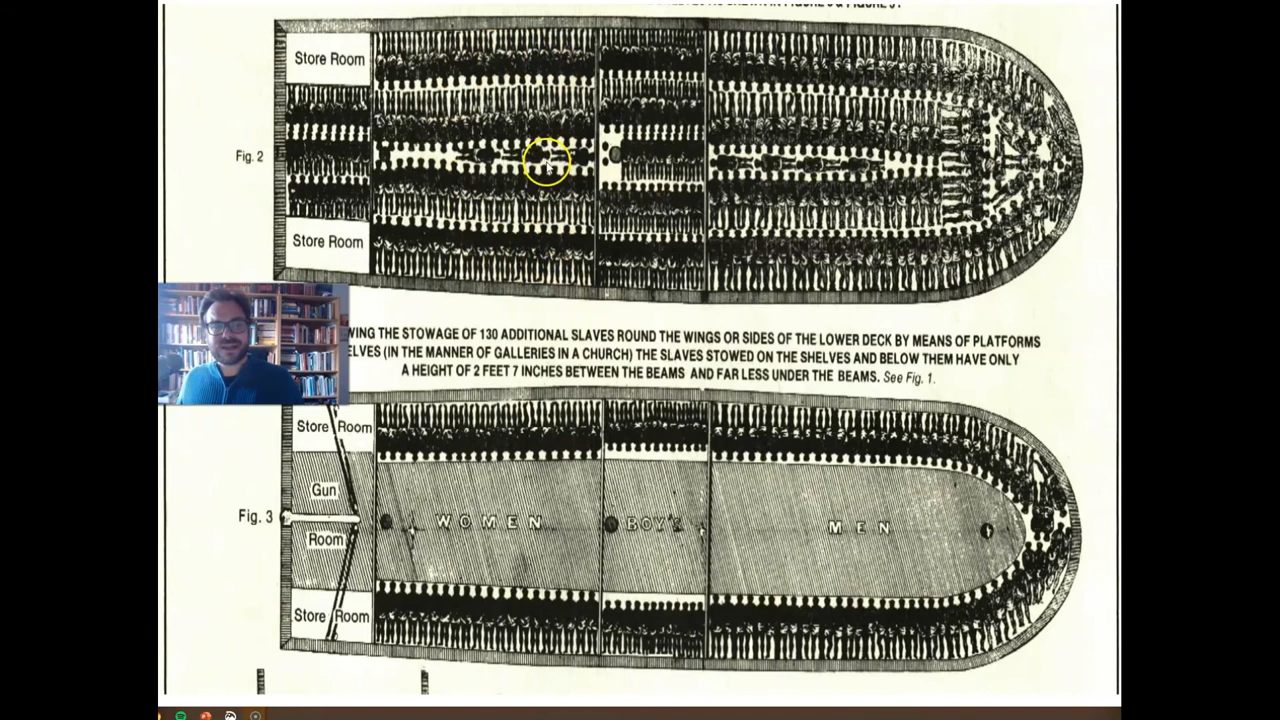 Store Room
Fig. 2
Store Room
WING THE STOWAGE OF 130 ADDITIONAL SLAVES ROUND THE WINGS OR SIDES OF THE LOWER DECK BY MEANS OF PLATFORMS
ELVES (IN THE MANNER OF GALLERIES IN A CHURCH) THE SLAVES STOWED ON THE SHELVES AND BELOW THEM HAVE ONLY
A HEIGHT OF 2 FEET 7 INCHES BETWEEN THE BEAMS AND FAR LESS UNDER THE BEAMS. See Fig. 1.
Store Room
Gun
Fig. 3
WOMEN BOY'S MEN
Room
Store Room